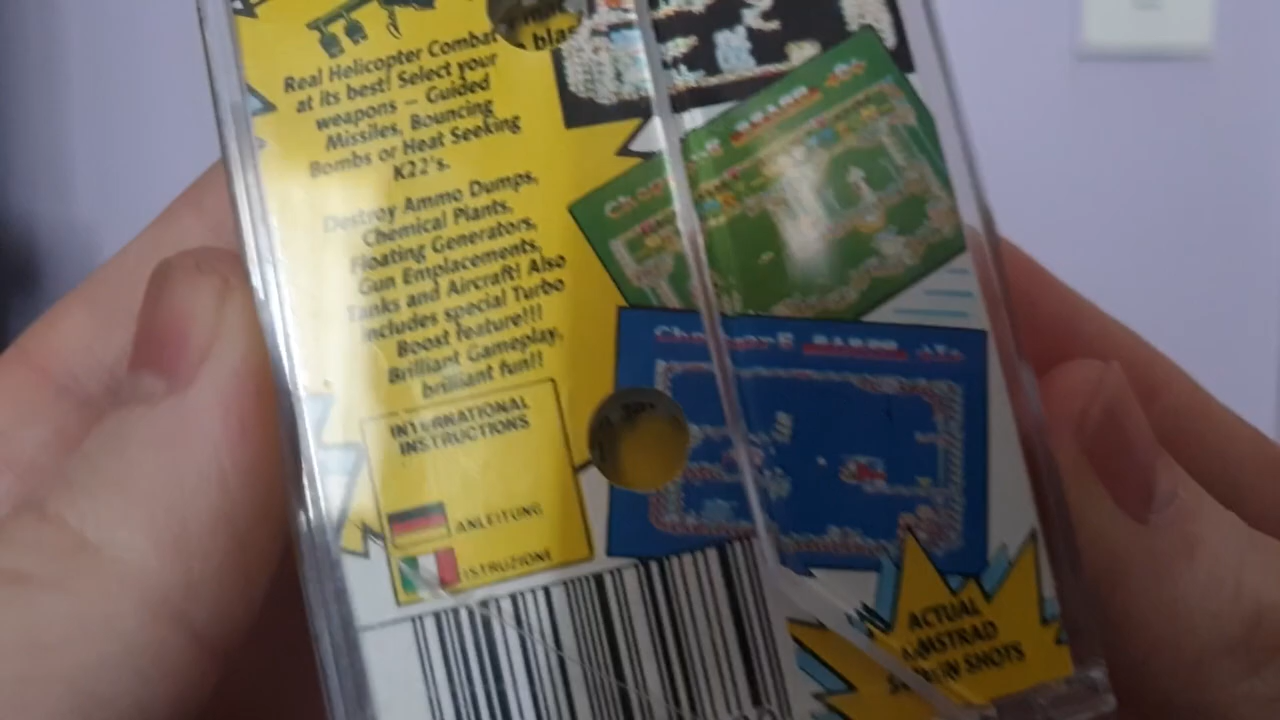 Real Helicopter Combat
at its best! Select your
weapons – Guided
Missiles, Bouncing
Bombs or Heat Seeking
K22's.
Destroy Ammo Dumps,
Chemical Plants,
Floating Generators,
Gun Emplacements,
Tanks and Aircraft! Also
includes special Turbo
Boost feature!!!
Brilliant Gameplay,
brilliant fun!!
INTERNATIONAL
INSTRUCTIONS
ANLEITUNG
ISTRUZIONI
ACTUAL
AMSTRAD
SCREEN SHOTS